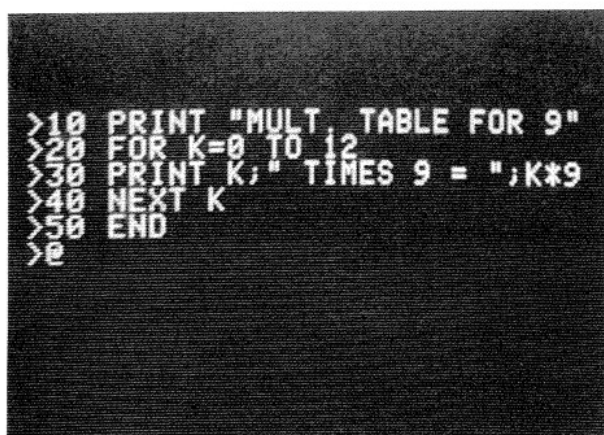 >10 PRINT "MULT. TABLE FOR 9"
>20 FOR K=0 TO 12
>30 PRINT K;" TIMES 9 = ";K*9
>40 NEXT K
>50 END
>@